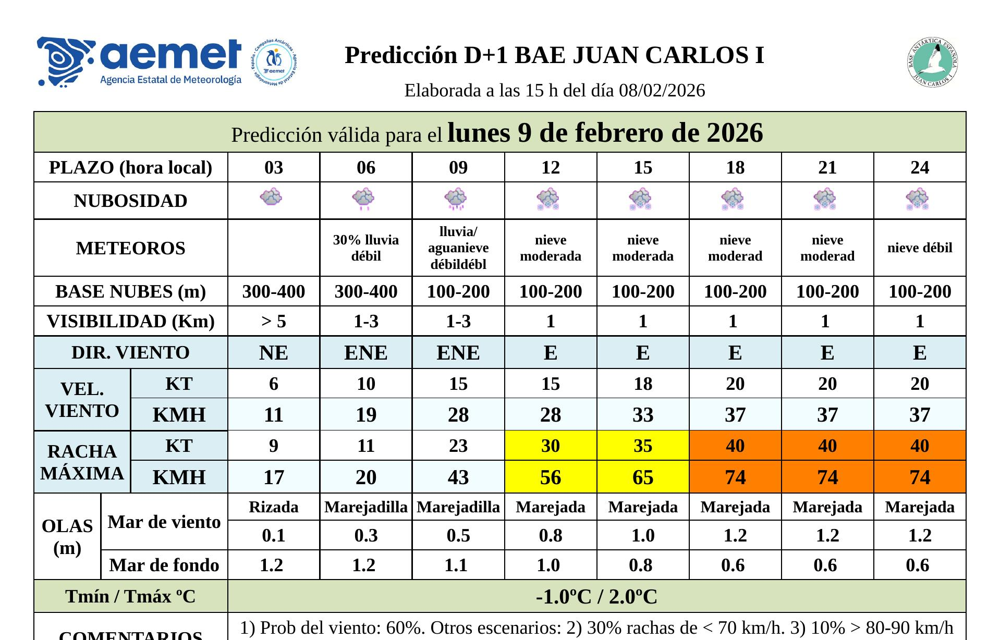 aemet
Agencia Estatal de Meteorología
Campañas Antárticas · Agencia Estatal de Meteorología · España ·
aemet
Predicción D+1 BAE JUAN CARLOS I
Elaborada a las 15 h del día 08/02/2026
BASE ANTÁRTICA ESPAÑOLA
JUAN CARLOS I
Predicción válida para el lunes 9 de febrero de 2026
PLAZO (hora local) 03 06 09 12 15 18 21 24
NUBOSIDAD
METEOROS
30% lluvia
débil
lluvia/
aguanieve
débildébl
nieve
moderada
nieve
moderada
nieve
moderad
nieve
moderad
nieve débil
BASE NUBES (m) 300-400 300-400 100-200 100-200 100-200 100-200 100-200 100-200
VISIBILIDAD (Km) > 5 1-3 1-3 1 1 1 1 1
DIR. VIENTO NE ENE ENE E E E E E
VEL.
VIENTO
KT 6 10 15 15 18 20 20 20
KMH 11 19 28 28 33 37 37 37
RACHA
MÁXIMA
KT 9 11 23 30 35 40 40 40
KMH 17 20 43 56 65 74 74 74
OLAS
(m)
Mar de viento
Rizada Marejadilla Marejadilla Marejada Marejada Marejada Marejada Marejada
0.1 0.3 0.5 0.8 1.0 1.2 1.2 1.2
Mar de fondo 1.2 1.2 1.1 1.0 0.8 0.6 0.6 0.6
Tmín / Tmáx ºC -1.0ºC / 2.0ºC
COMENTARIOS
1) Prob del viento: 60%. Otros escenarios: 2) 30% rachas de < 70 km/h. 3) 10% > 80-90 km/h